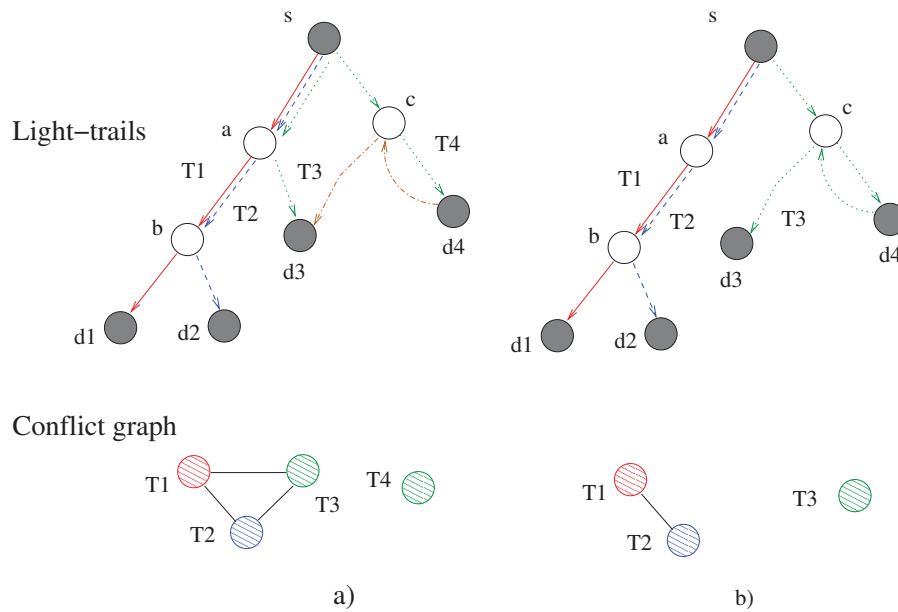 s
s
c
c
a
a
Light-trails
T4
T1
T3
T1
b
T2
b
T2
T3
d3
d4
d3
d4
d1
d2
d1
d2
Conflict graph
T1
T3
T4
T2
T1
T3
T2
a)
b)